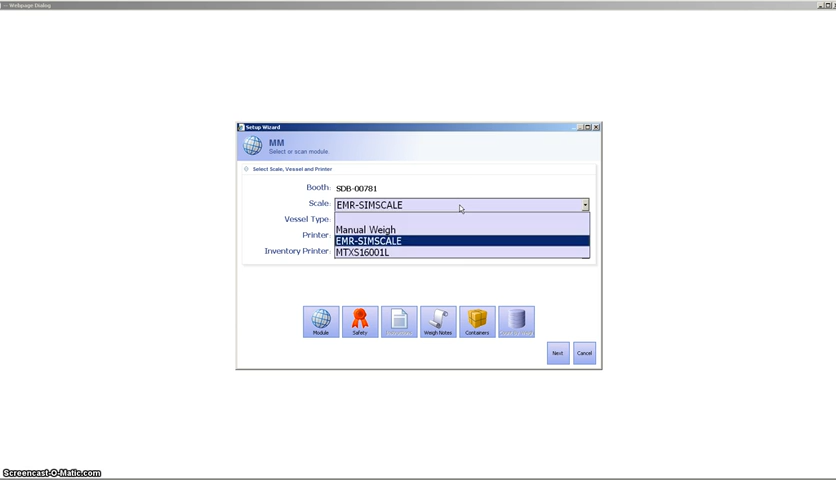 -- Webpage Dialog
Setup Wizard
MM
Select or scan module.
Select Scale, Vessel and Printer
Booth: SDB-00781
Scale: EMR-SIMSCALE
Vessel Type:
Manual Weigh
Printer: EMR-SIMSCALE
Inventory Printer: MTXS16001L
Module Safety Weigh Notes Containers
Next Cancel
Screencast-O-Matic.com